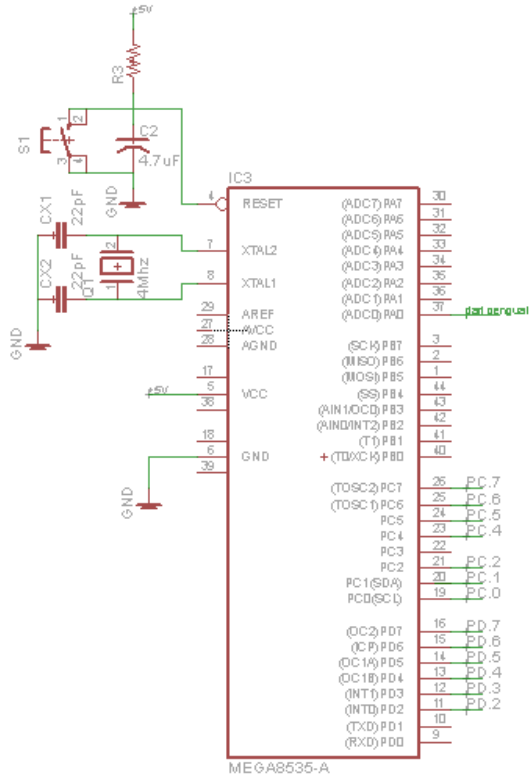 +5V
R3
S1
1
2
3
4
C2
4.7uF
GND
IC3
CX1
22pF
CX2
22pF
Q1
2
1
4Mhz
GND
4 RESET
7 XTAL2
8 XTAL1
29 AREF
27 AVCC
28 AGND
17
+5V 5 VCC
38
18
6 GND
39
GND
(ADC7)PA7 30
(ADC6)PA6 31
(ADC5)PA5 32
(ADC4)PA4 33
(ADC3)PA3 34
(ADC2)PA2 35
(ADC1)PA1 36
(ADC0)PA0 37 dari penguat
(SCK)PB7 3
(MISO)PB6 2
(MOSI)PB5 1
(SS)PB4 44
(AIN1/OC0)PB3 43
(AIN0/INT2)PB2 42
(T1)PB1 41
(T0/XCK)PB0 40
(TOSC2)PC7 26 PC.7
(TOSC1)PC6 25 PC.6
PC5 24 PC.5
PC4 23 PC.4
PC3 22
PC2 21 PC.2
PC1(SDA) 20 PC.1
PC0(SCL) 19 PC.0
(OC2)PD7 16 PD.7
(ICP)PD6 15 PD.6
(OC1A)PD5 14 PD.5
(OC1B)PD4 13 PD.4
(INT1)PD3 12 PD.3
(INT0)PD2 11 PD.2
(TXD)PD1 10
(RXD)PD0 9
MEGA8535-A